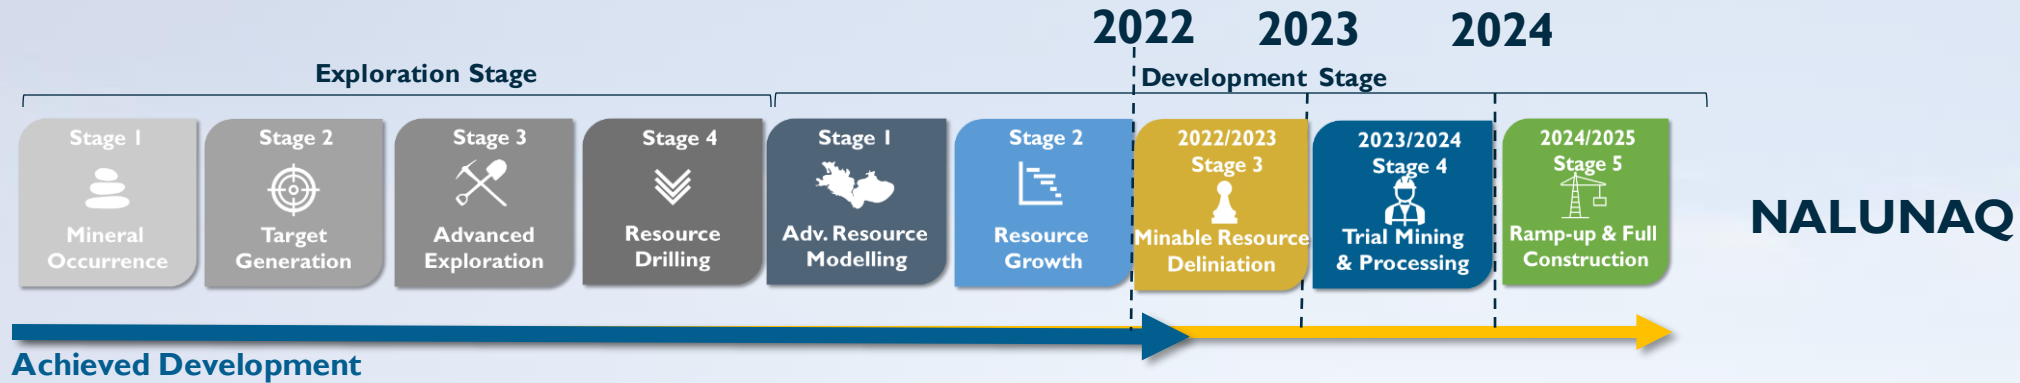 2022 2023 2024
Exploration Stage
Development Stage
Stage 1
Mineral
Occurrence
Stage 2
Target
Generation
Stage 3
Advanced
Exploration
Stage 4
Resource
Drilling
Stage 1
Adv. Resource
Modelling
Stage 2
Resource
Growth
2022/2023
Stage 3
Minable Resource
Deliniation
2023/2024
Stage 4
Trial Mining
& Processing
2024/2025
Stage 5
Ramp-up & Full
Construction
NALUNAQ
Achieved Development